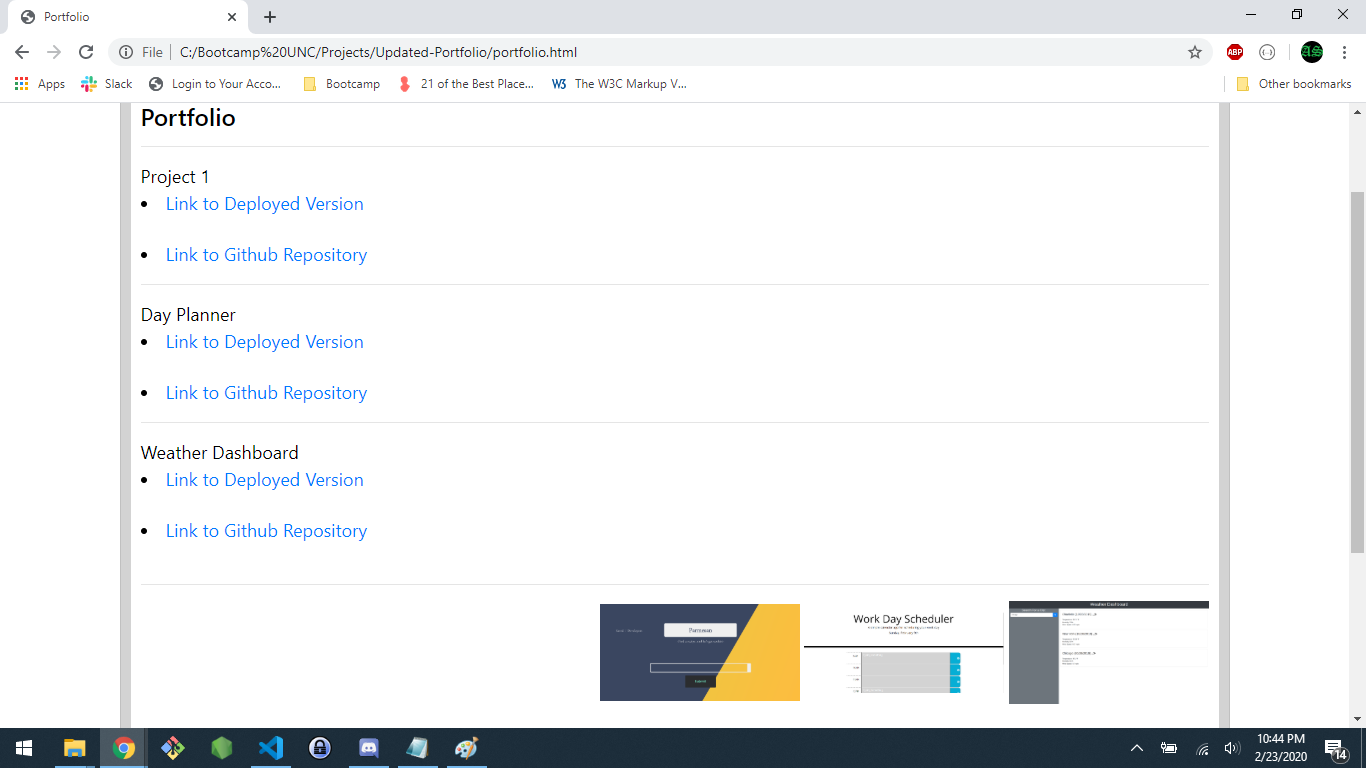 Portfolio
File C:/Bootcamp%20UNC/Projects/Updated-Portfolio/portfolio.html
ABP
AS
Apps Slack Login to Your Acco... Bootcamp 21 of the Best Place... W3 The W3C Markup V... Other bookmarks
Portfolio
Project 1
Link to Deployed Version
Link to Github Repository
Day Planner
Link to Deployed Version
Link to Github Repository
Weather Dashboard
Link to Deployed Version
Link to Github Repository
Work Day Scheduler
Weather Dashboard
10:44 PM
2/23/2020
14